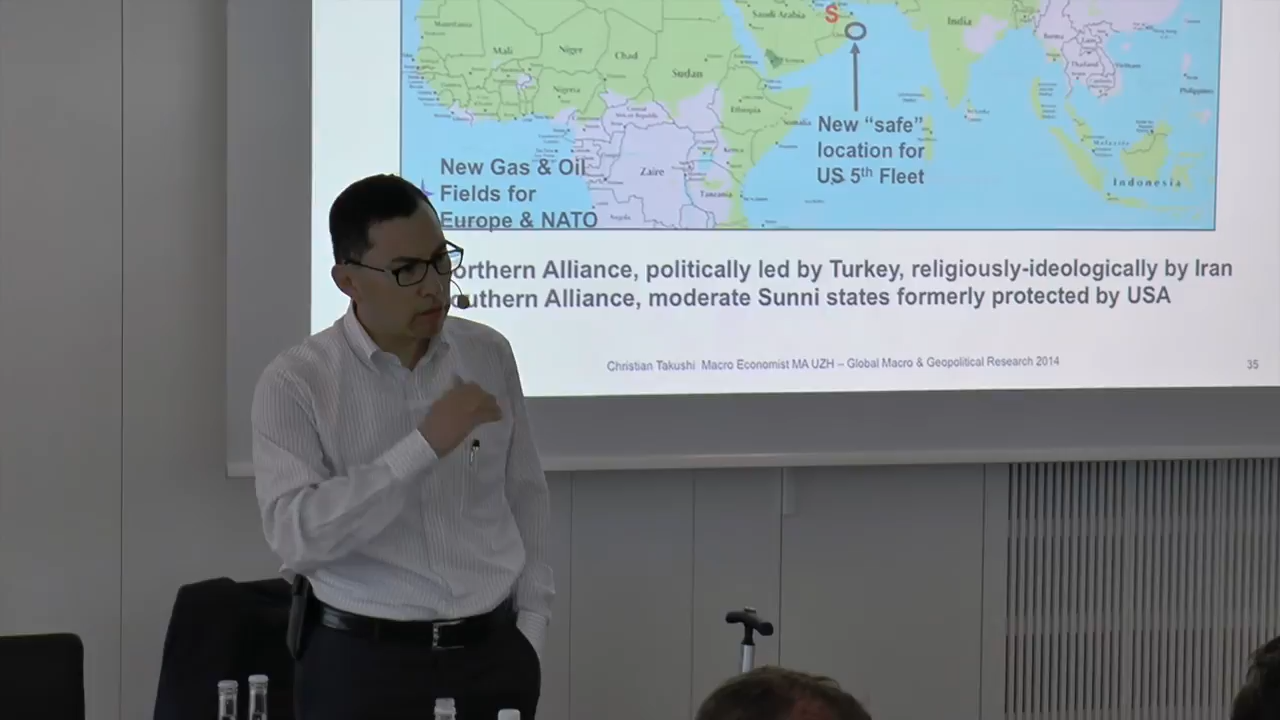 Saudi Arabia
S
India
Mauritania
Mali
Niger
Chad
Sudan
Nigeria
Ethiopia
Somalia
Thailand
Vietnam
Philippines
New “safe”
location for
US 5th Fleet
Zaire
Kenya
Tanzania
Angola
Malaysia
Indonesia
New Gas & Oil
Fields for
Europe & NATO
orthern Alliance, politically led by Turkey, religiously-ideologically by Iran
outhern Alliance, moderate Sunni states formerly protected by USA
Christian Takushi Macro Economist MA UZH – Global Macro & Geopolitical Research 2014
35